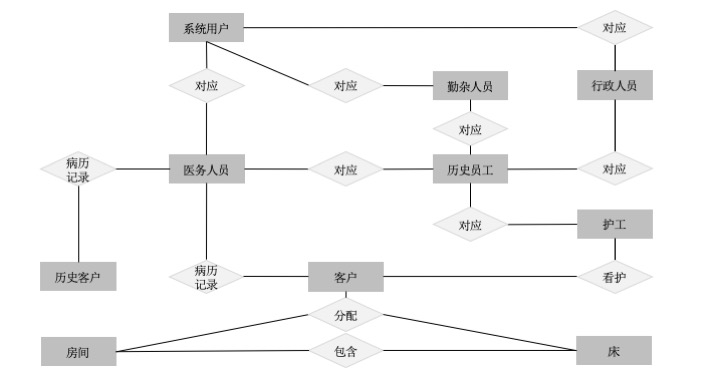 系统用户
对应
对应
对应
勤杂人员
行政人员
对应
病历
记录
医务人员
对应
历史员工
对应
对应
护工
历史客户
病历
记录
客户
看护
分配
房间
包含
床